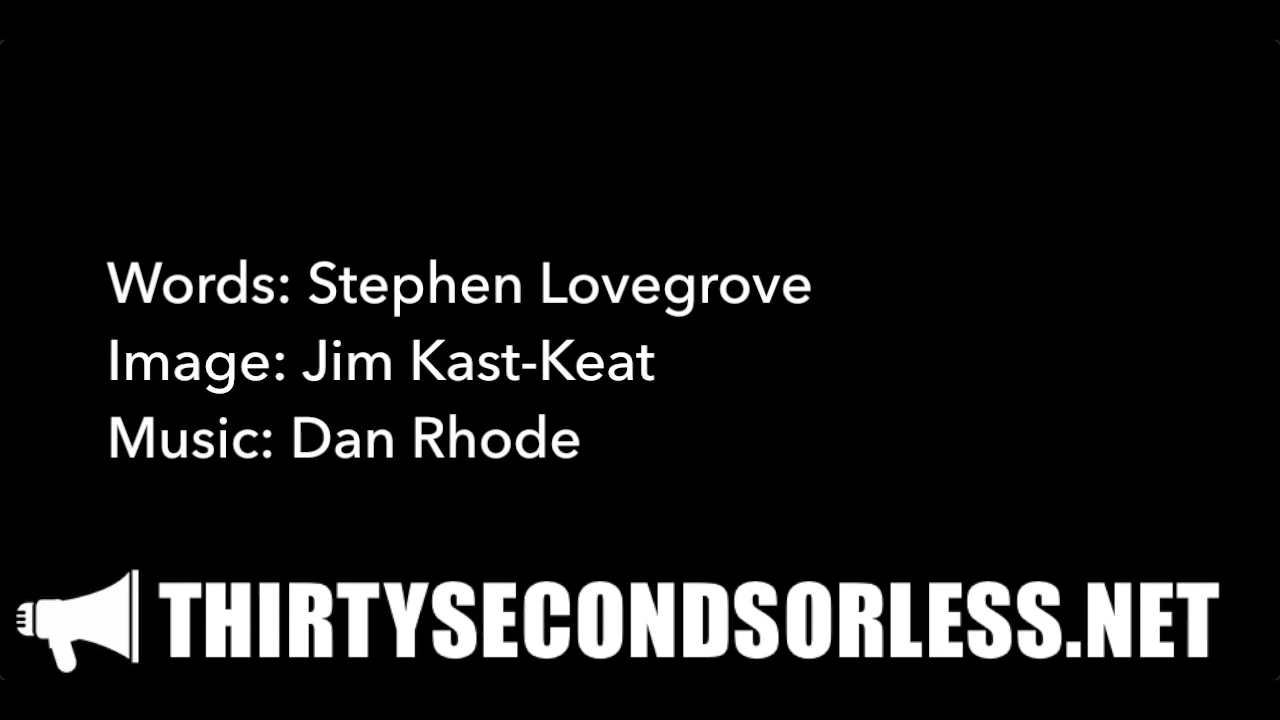 Words: Stephen Lovegrove
Image: Jim Kast-Keat
Music: Dan Rhode
THIRTYSECONDSORLESS.NET